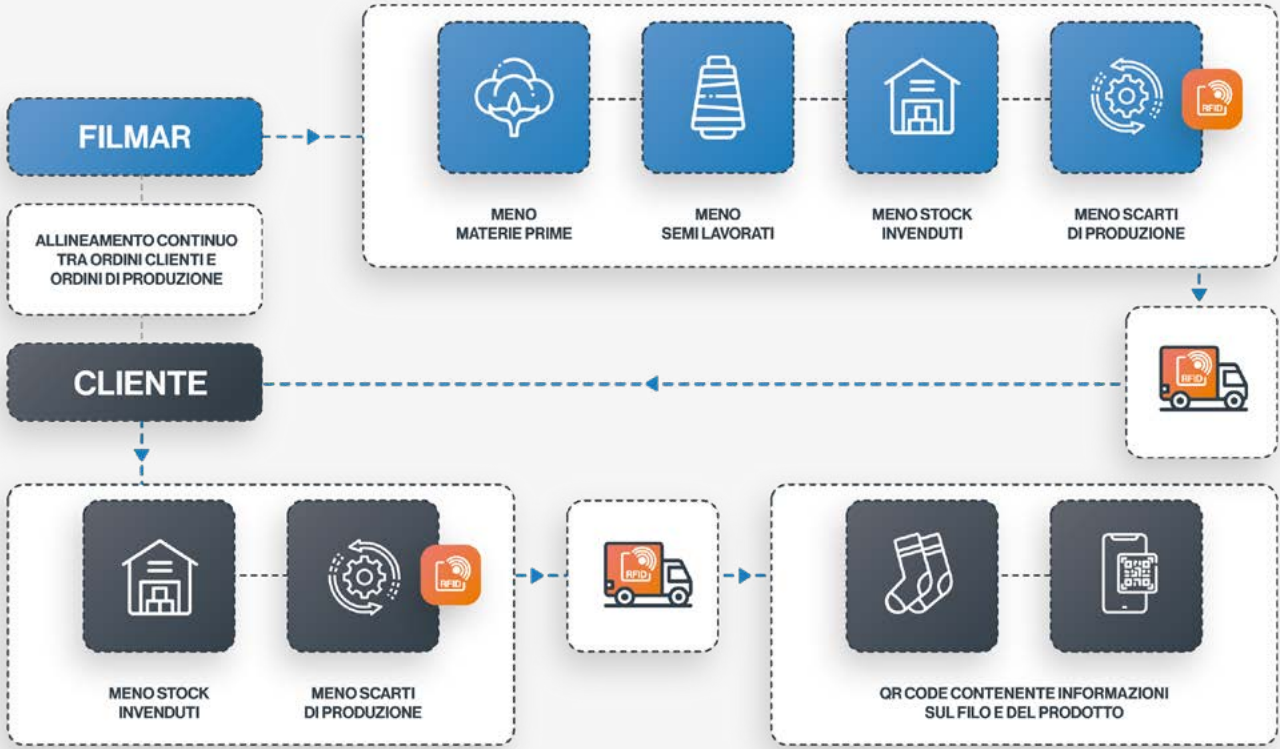 FILMAR
ALLINEAMENTO CONTINUO
TRA ORDINI CLIENTI E
ORDINI DI PRODUZIONE
MENO
MATERIE PRIME
MENO
SEMI LAVORATI
MENO STOCK
INVENDUTI
MENO SCARTI
DI PRODUZIONE
RFID
RFID
CLIENTE
MENO STOCK
INVENDUTI
MENO SCARTI
DI PRODUZIONE
RFID
RFID
QR CODE CONTENENTE INFORMAZIONI
SUL FILO E DEL PRODOTTO